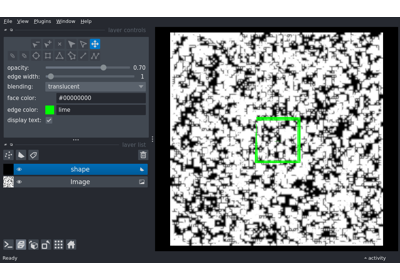 File View Plugins Window Help
layer controls
opacity: 0.70
edge width: 1
blending: translucent
face color: #00000000
edge color: lime
display text:
layer list
shape
Image
Ready
activity